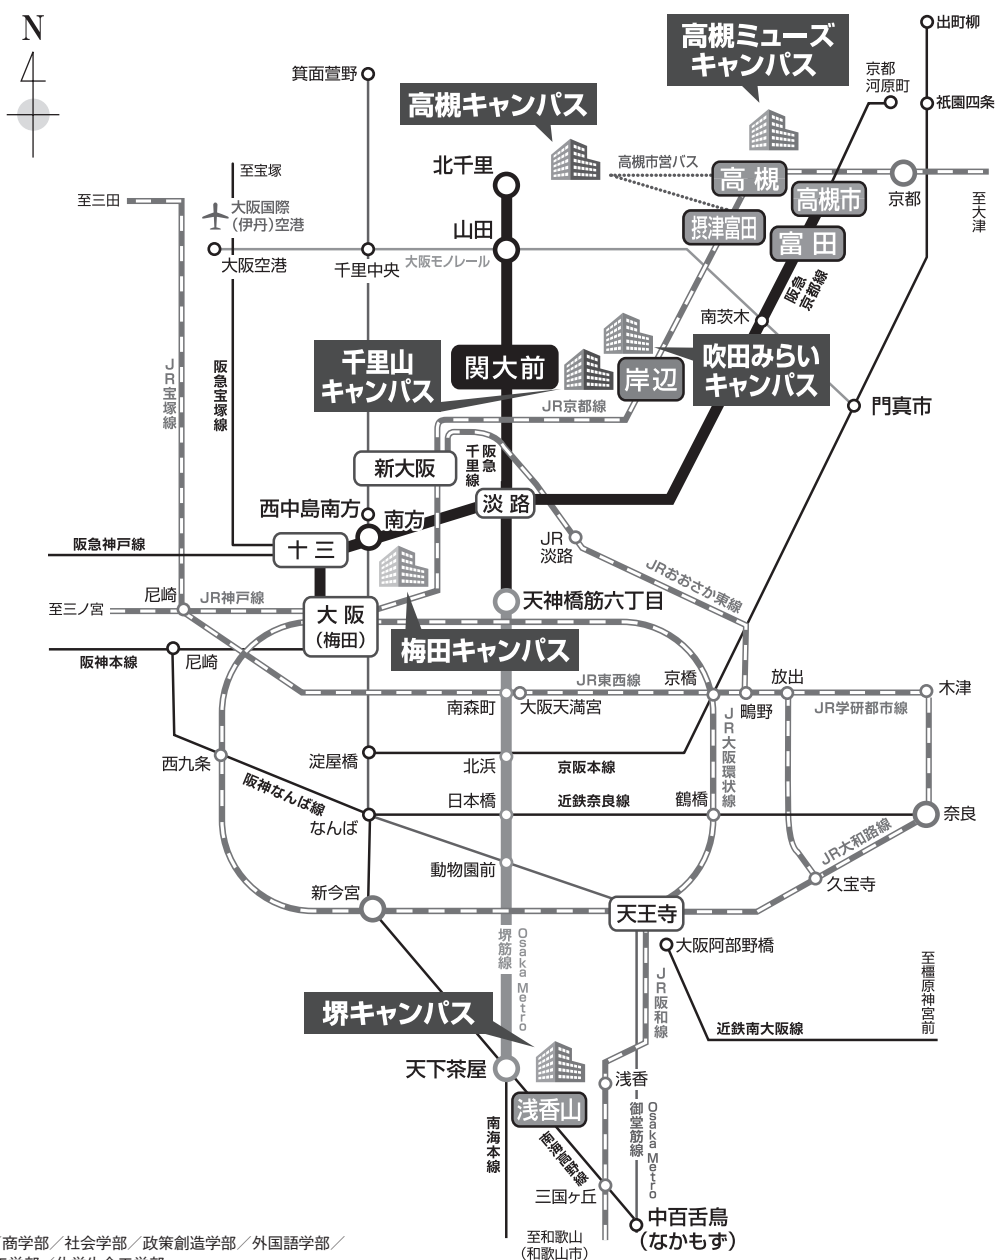 N
高槻ミューズ
キャンパス
出町柳
京都
河原町
祇園四条
箕面萱野
高槻キャンパス
北千里
高槻市営バス
高槻
京都
至宝塚
至三田
大阪国際
(伊丹)空港
高槻市
至大津
摂津富田
富田
山田
大阪空港
千里中央
大阪モノレール
阪急
京都線
南茨木
千里山
キャンパス
関大前
吹田みらい
キャンパス
岸辺
JR宝塚線
阪急宝塚線
JR京都線
門真市
新大阪
阪急
千里線
淡路
西中島南方
南方
十三
阪急神戸線
JR
淡路
JRおおさか東線
尼崎
JR神戸線
至三ノ宮
大阪
(梅田)
天神橋筋六丁目
梅田キャンパス
阪神本線
尼崎
JR東西線
京橋
放出
木津
南森町
大阪天満宮
鴫野
JR学研都市線
JR大阪環状線
西九条
淀屋橋
北浜
京阪本線
阪神なんば線
日本橋
近鉄奈良線
鶴橋
奈良
なんば
JR大和路線
動物園前
久宝寺
新今宮
天王寺
大阪阿部野橋
Osaka Metro
堺筋線
JR阪和線
至橿原神宮前
堺キャンパス
近鉄南大阪線
天下茶屋
浅香
浅香山
Osaka Metro
御堂筋線
南海本線
南海高野線
三国ヶ丘
中百舌鳥
(なかもず)
至和歌山
(和歌山市)
商学部／社会学部／政策創造学部／外国語学部／